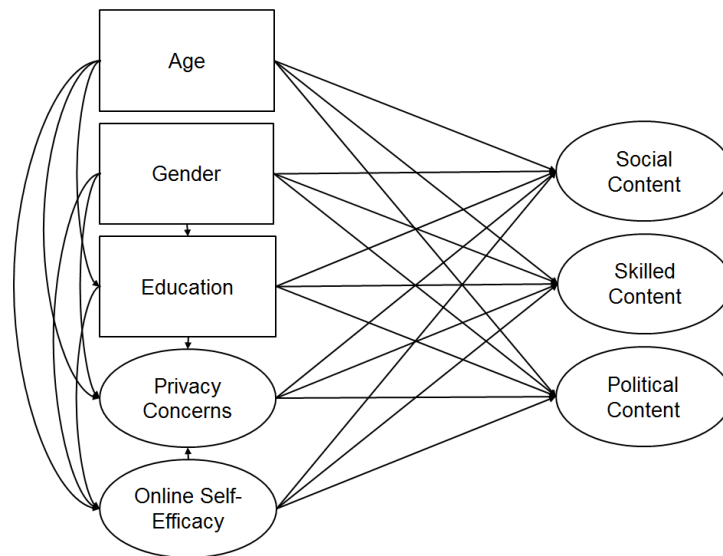 Age
Gender
Education
Privacy
Concerns
Online Self-
Efficacy
Social
Content
Skilled
Content
Political
Content